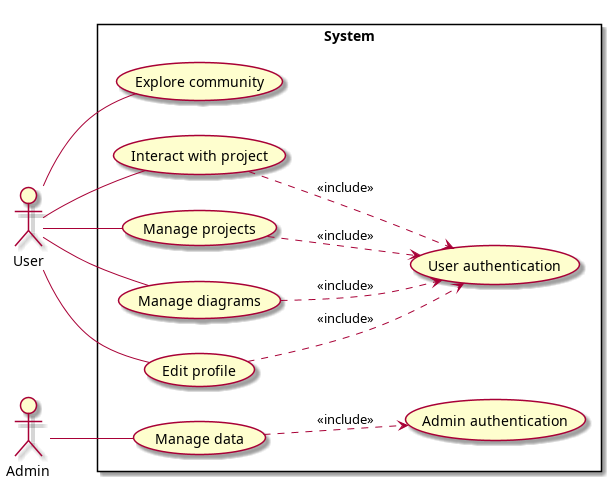 System
Explore community
Interact with project
«include»
Manage projects
«include»
User authentication
User
Manage diagrams
«include»
«include»
Edit profile
Admin authentication
«include»
Manage data
Admin